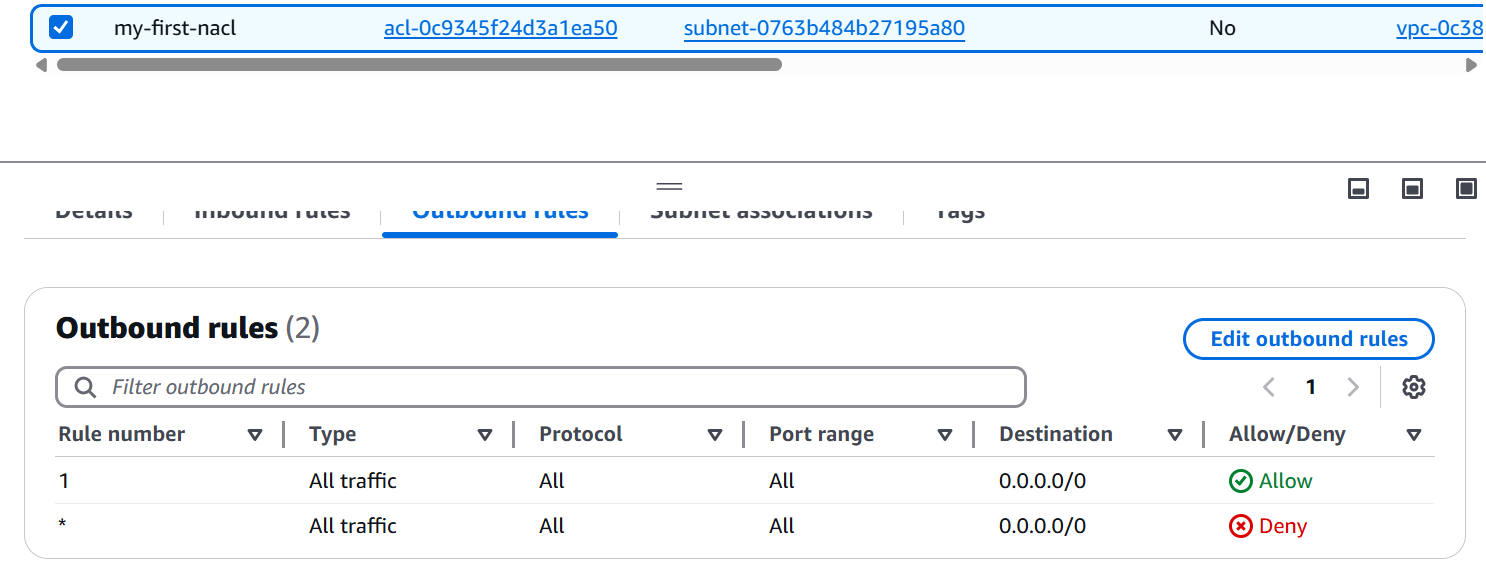 my-first-nacl acl-0c9345f24d3a1ea50 subnet-0763b484b27195a80 No vpc-0c38
Details Inbound rules Outbound rules Subnet associations Tags
Outbound rules (2)
Edit outbound rules
Filter outbound rules
1
Rule number Type Protocol Port range Destination Allow/Deny
1 All traffic All All 0.0.0.0/0 Allow
* All traffic All All 0.0.0.0/0 Deny